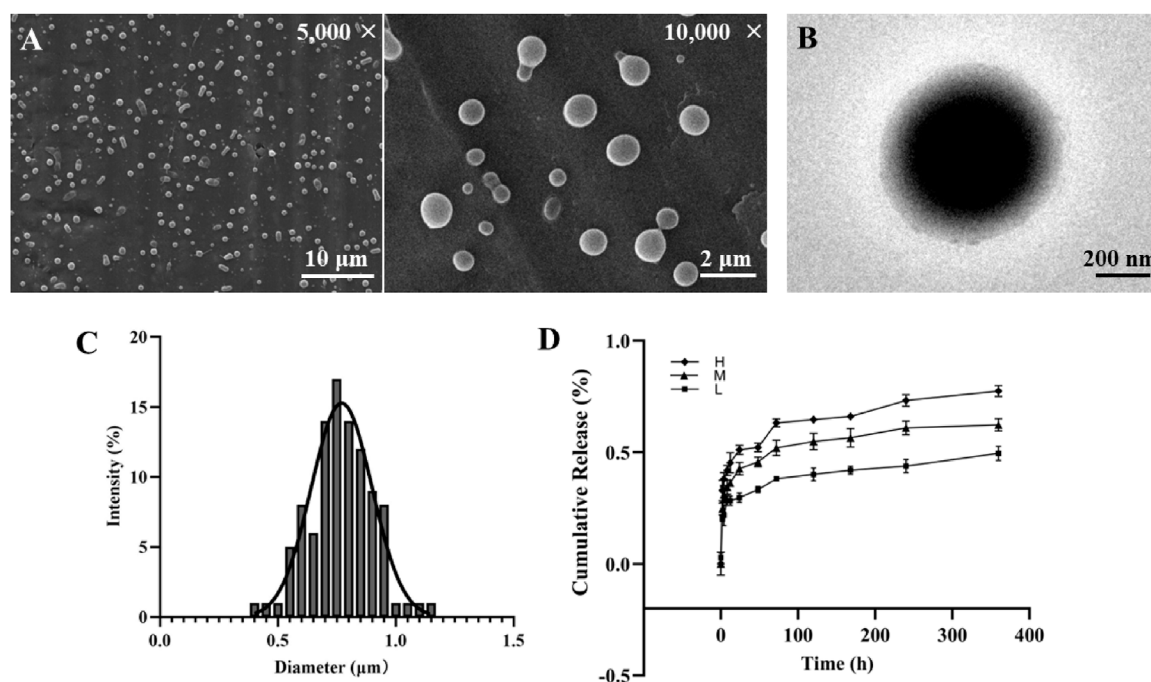 A
5,000 ×
10 μm
10,000 ×
2 μm
B
200 nm
C
20
15
10
5
0
Intensity (%)
0.0
0.5
1.0
1.5
Diameter (μm)
D
H
M
L
1.0
0.5
0.0
-0.5
Cumulative Release (%)
0
100
200
300
400
Time (h)